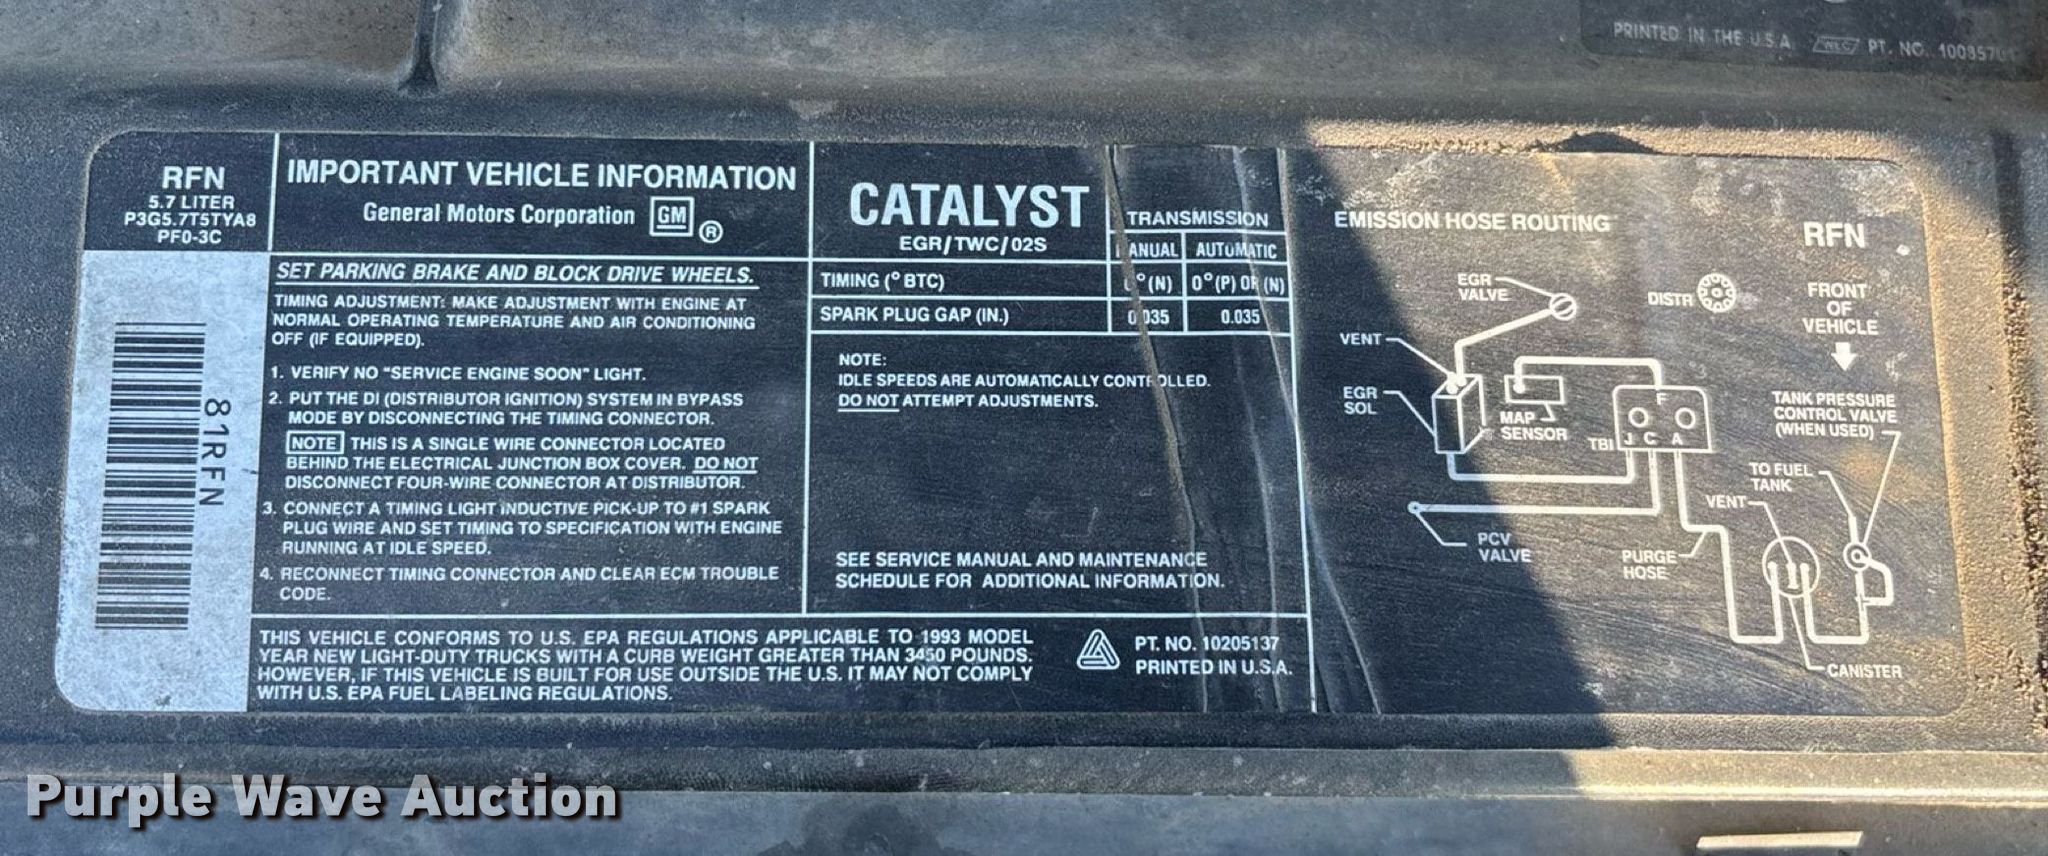 PRINTED IN THE U.S.A. WLC PT. NO.
RFN
5.7 LITER
P3G5.7T5TYA8
PF0-3C
81RFN
IMPORTANT VEHICLE INFORMATION
General Motors Corporation GM ®
SET PARKING BRAKE AND BLOCK DRIVE WHEELS.
TIMING ADJUSTMENT: MAKE ADJUSTMENT WITH ENGINE AT
NORMAL OPERATING TEMPERATURE AND AIR CONDITIONING
OFF (IF EQUIPPED).
1. VERIFY NO "SERVICE ENGINE SOON" LIGHT.
2. PUT THE DI (DISTRIBUTOR IGNITION) SYSTEM IN BYPASS
MODE BY DISCONNECTING THE TIMING CONNECTOR.
NOTE THIS IS A SINGLE WIRE CONNECTOR LOCATED
BEHIND THE ELECTRICAL JUNCTION BOX COVER. DO NOT
DISCONNECT FOUR-WIRE CONNECTOR AT DISTRIBUTOR.
3. CONNECT A TIMING LIGHT INDUCTIVE PICK-UP TO #1 SPARK
PLUG WIRE AND SET TIMING TO SPECIFICATION WITH ENGINE
RUNNING AT IDLE SPEED.
4. RECONNECT TIMING CONNECTOR AND CLEAR ECM TROUBLE
CODE.
CATALYST
EGR/TWC/02S
TRANSMISSION
MANUAL AUTOMATIC
TIMING (°BTC) 0°(N) 0°(P) OR (N)
SPARK PLUG GAP (IN.) 0.035 0.035
NOTE:
IDLE SPEEDS ARE AUTOMATICALLY CONTROLLED.
DO NOT ATTEMPT ADJUSTMENTS.
SEE SERVICE MANUAL AND MAINTENANCE
SCHEDULE FOR ADDITIONAL INFORMATION.
THIS VEHICLE CONFORMS TO U.S. EPA REGULATIONS APPLICABLE TO 1993 MODEL
YEAR NEW LIGHT-DUTY TRUCKS WITH A CURB WEIGHT GREATER THAN 3450 POUNDS.
HOWEVER, IF THIS VEHICLE IS BUILT FOR USE OUTSIDE THE U.S. IT MAY NOT COMPLY
WITH U.S. EPA FUEL LABELING REGULATIONS.
PT. NO. 10205137
PRINTED IN U.S.A.
EMISSION HOSE ROUTING
RFN
EGR
VALVE
DISTR
FRONT
OF
VEHICLE
VENT
EGR
SOL
MAP
SENSOR
TBI
F
J C A
TANK PRESSURE
CONTROL VALVE
(WHEN USED)
TO FUEL
TANK
VENT
PCV
VALVE
PURGE
HOSE
CANISTER
Purple Wave Auction